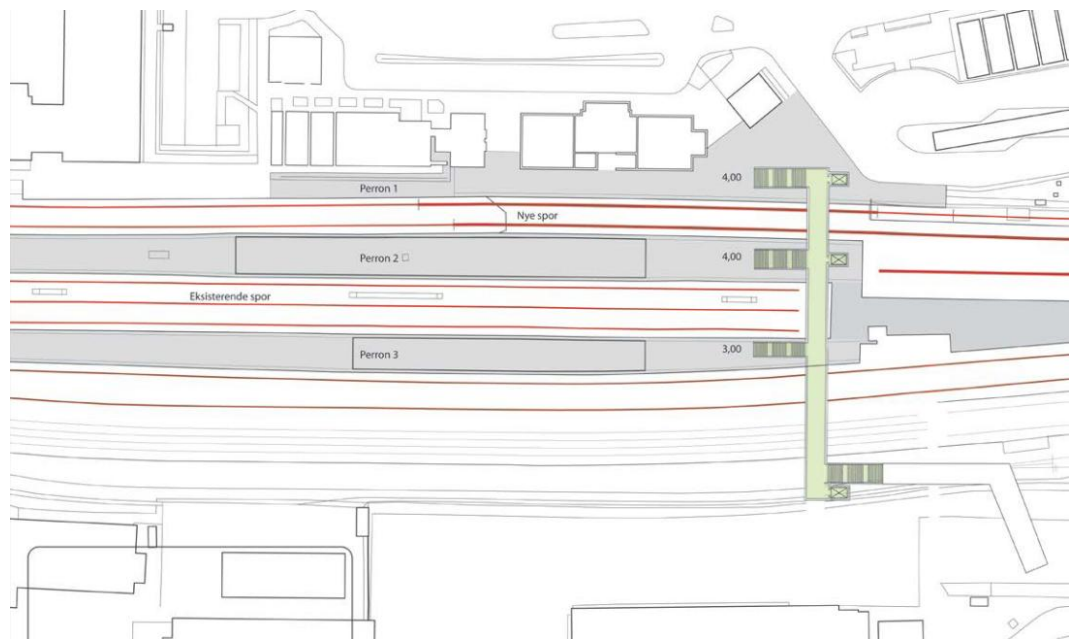 Perron 1
4,00
Nye spor
Perron 2
4,00
Eksisterende spor
Perron 3
3,00